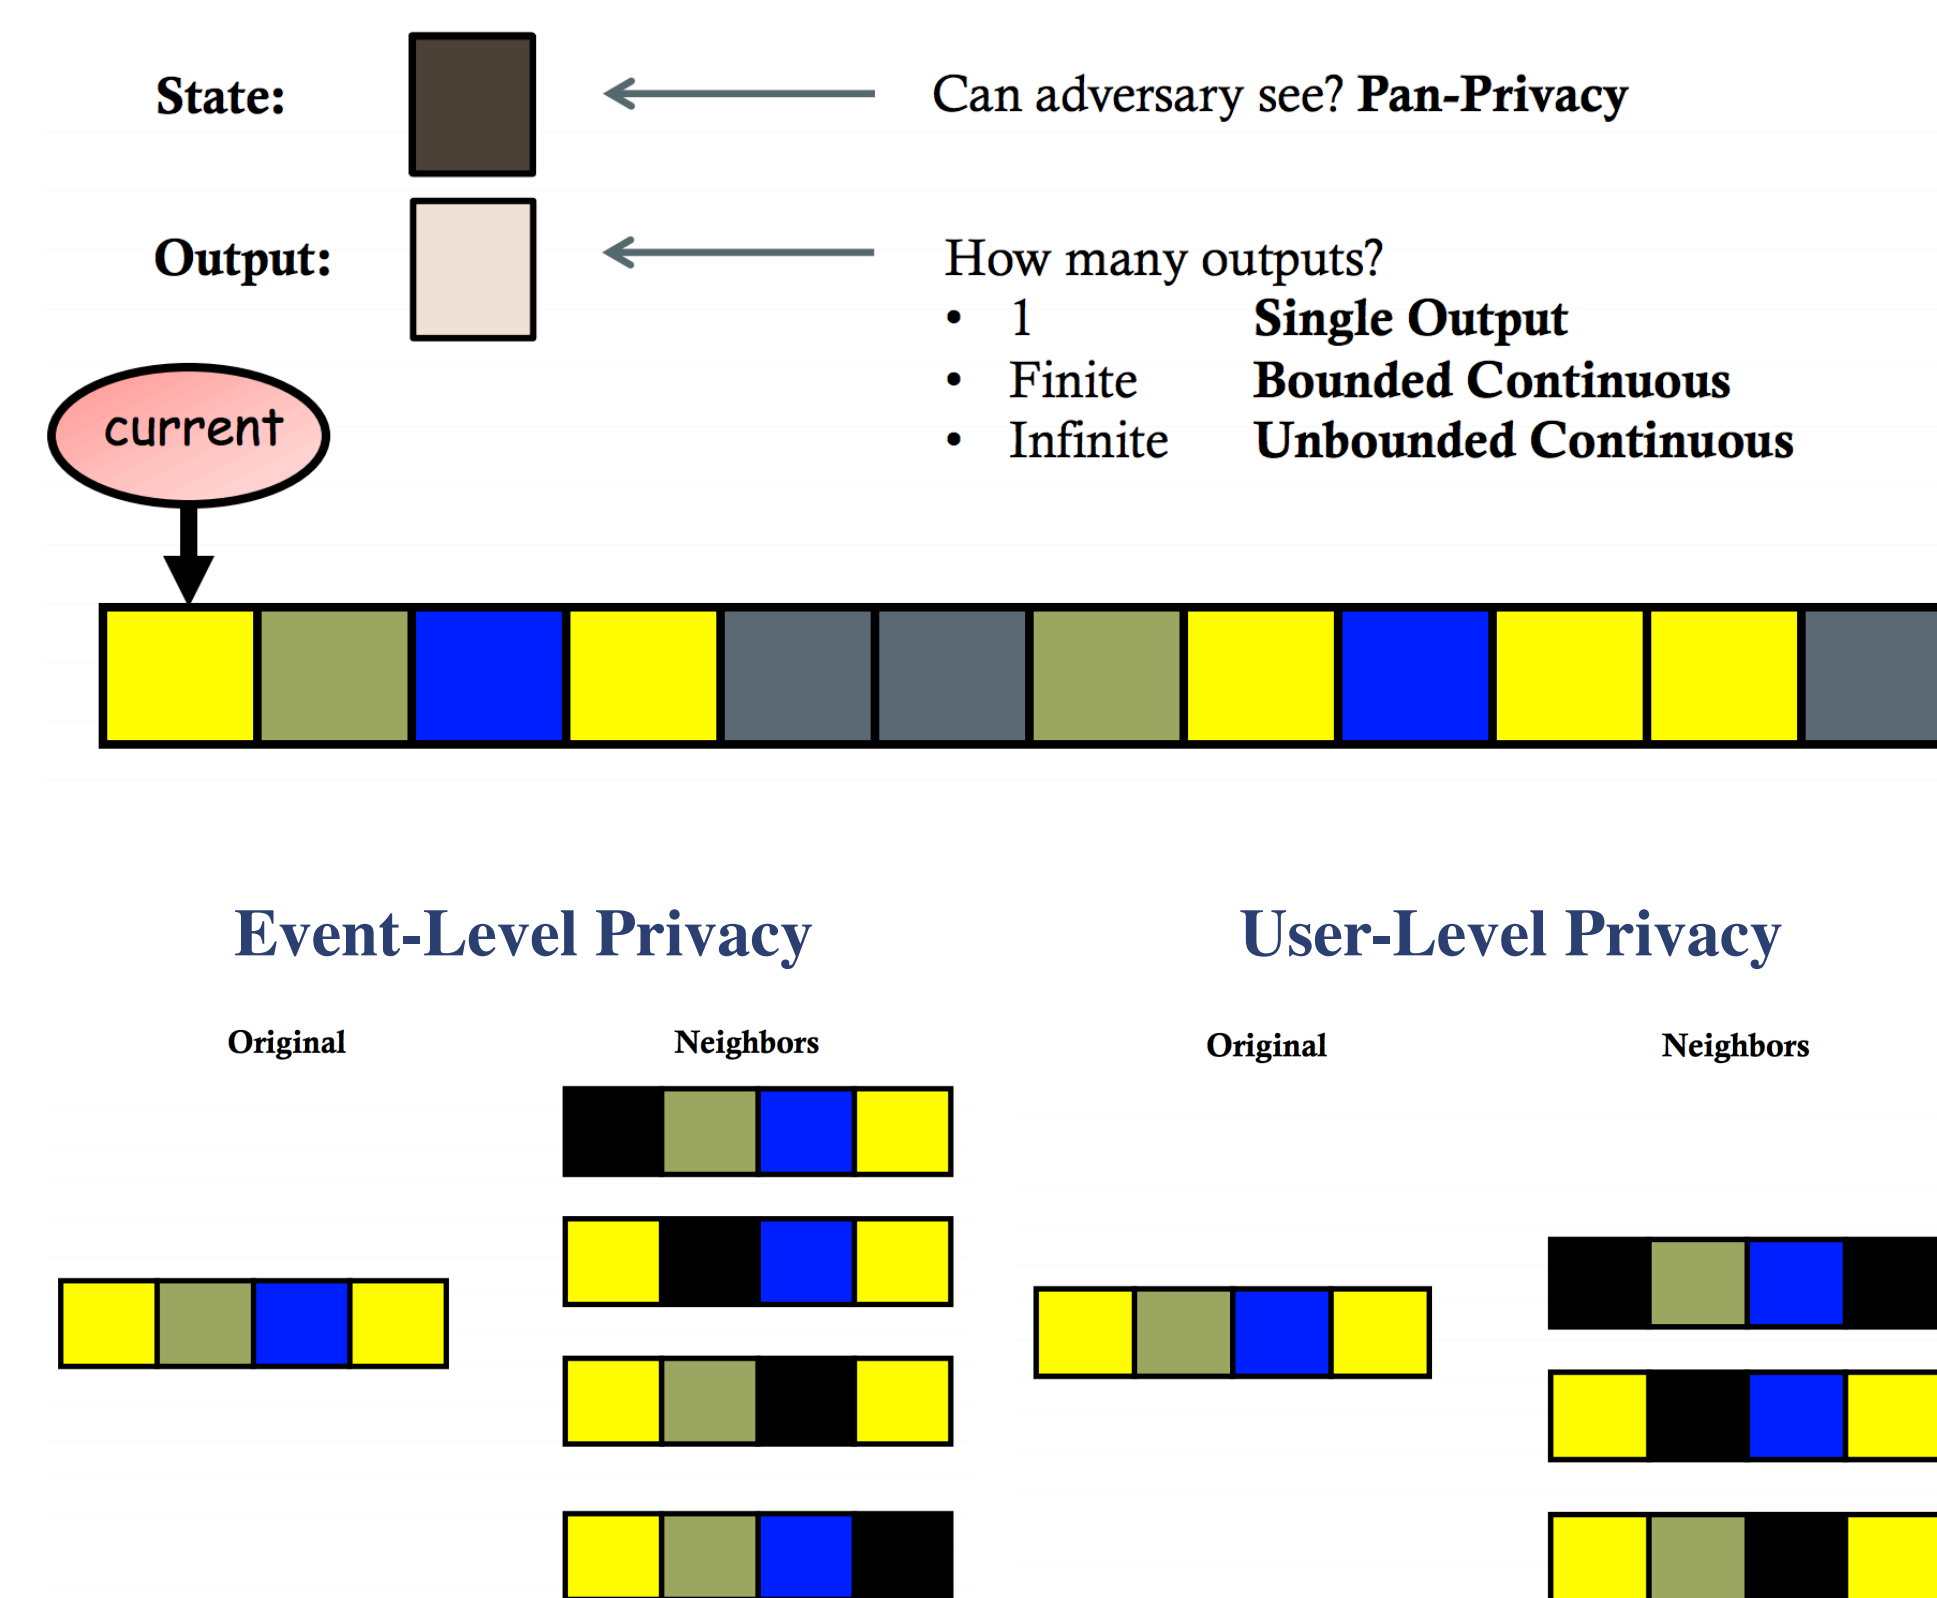 State:
Can adversary see? Pan-Privacy
Output:
How many outputs?
• 1 Single Output
• Finite Bounded Continuous
• Infinite Unbounded Continuous
current
Event-Level Privacy
User-Level Privacy
Original
Neighbors
Original
Neighbors